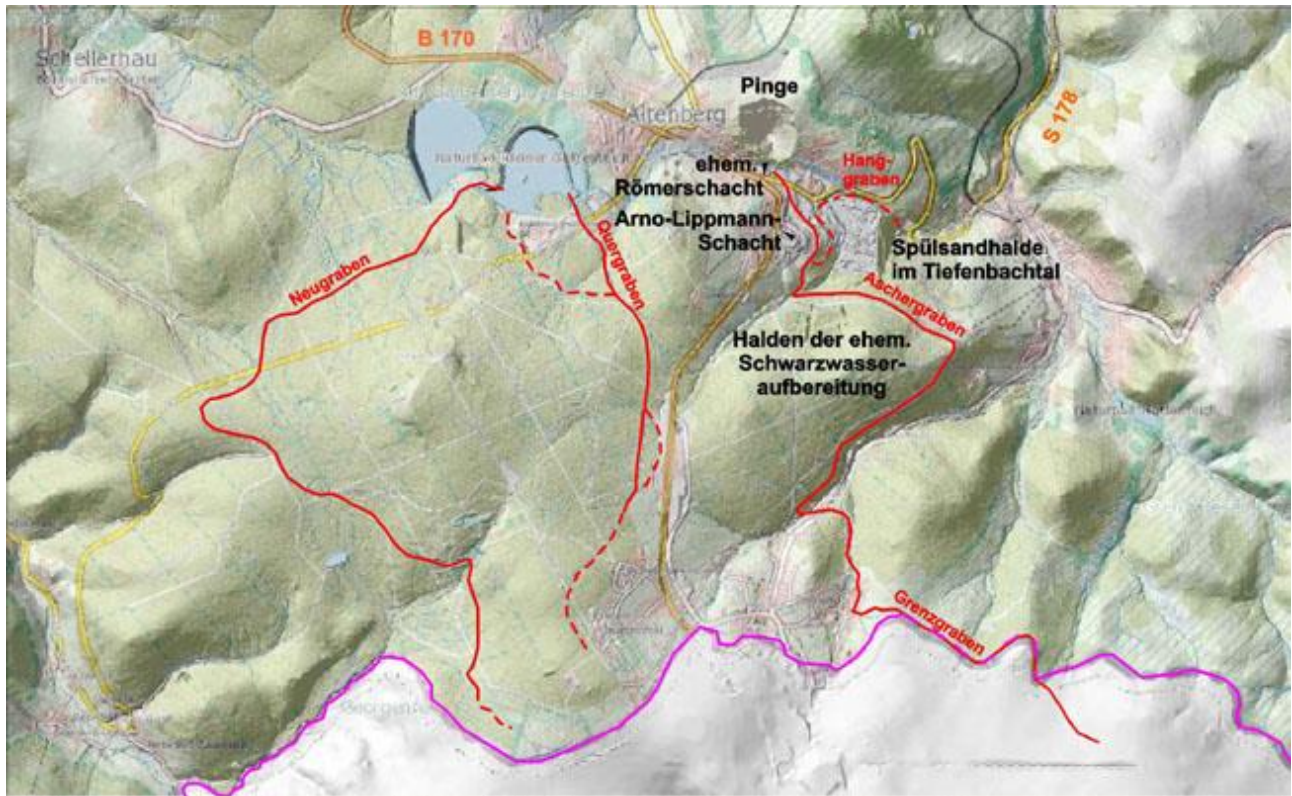 B 170
Schellerhau
Pinge
Altenberg
S 178
ehem.
Römerschacht
Hang-
graben
Arno-Lippmann-
Schacht
Spülsandhalde
im Tiefenbachtal
Neugraben
Quergraben
Aschergraben
Halden der ehem.
Schwarzwasser-
aufbereitung
Grenzgraben